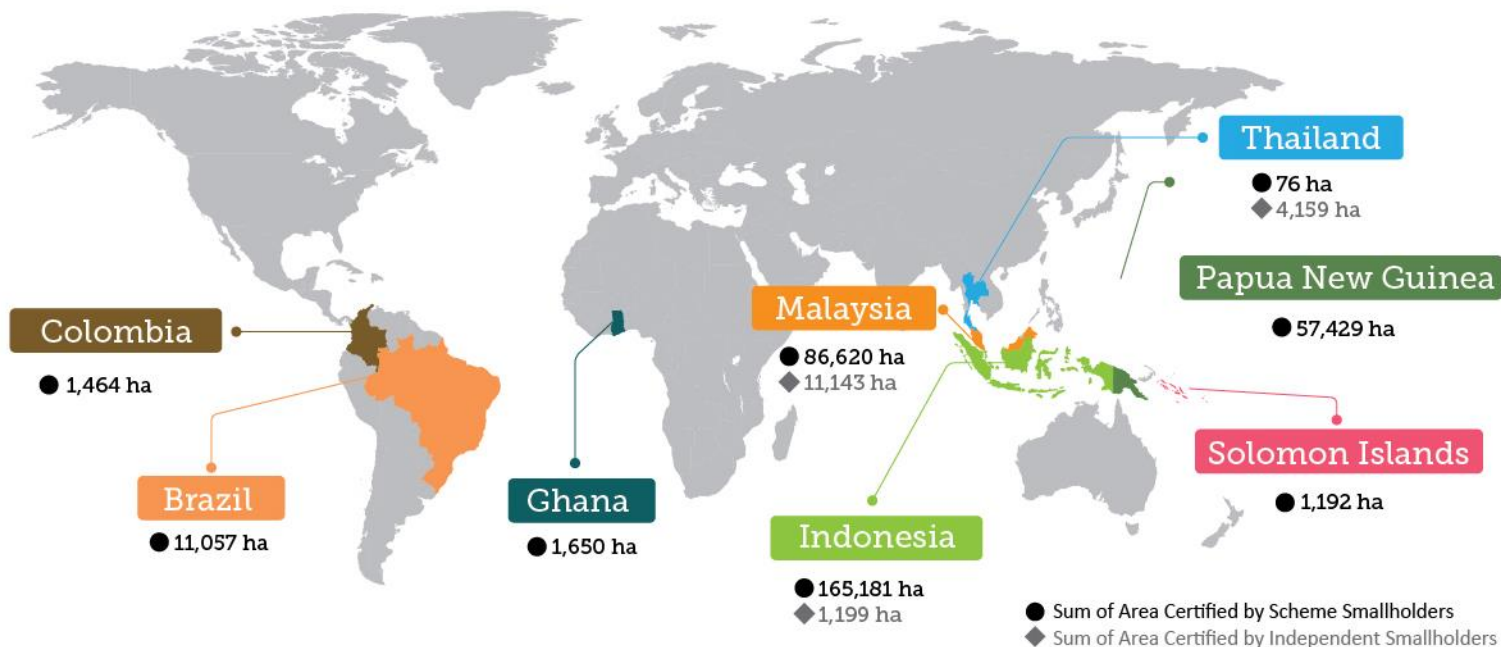 Thailand
● 76 ha
◆ 4,159 ha
Papua New Guinea
● 57,429 ha
Malaysia
● 86,620 ha
◆ 11,143 ha
Colombia
● 1,464 ha
Solomon Islands
● 1,192 ha
Brazil
● 11,057 ha
Ghana
● 1,650 ha
Indonesia
● 165,181 ha
◆ 1,199 ha
● Sum of Area Certified by Scheme Smallholders
◆ Sum of Area Certified by Independent Smallholders